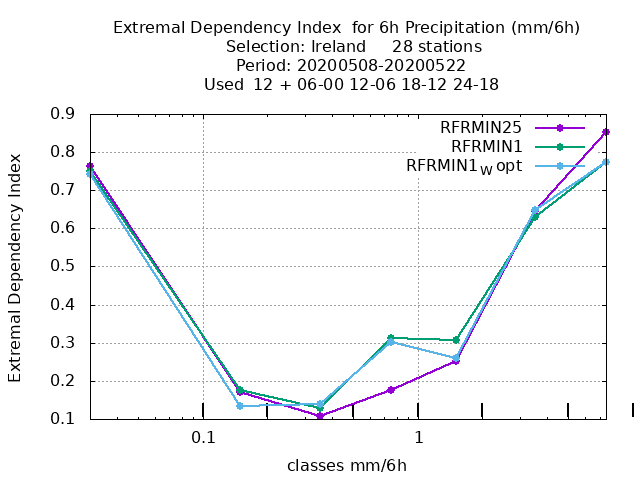 Extremal Dependency Index  for 6h Precipitation (mm/6h)
Selection: Ireland     28 stations
Period: 20200508-20200522
Used  12 + 06-00 12-06 18-12 24-18
RFRMIN25
RFRMIN1
RFRMIN1W opt
Extremal Dependency Index
0.9
0.8
0.7
0.6
0.5
0.4
0.3
0.2
0.1
0.1 1
classes mm/6h